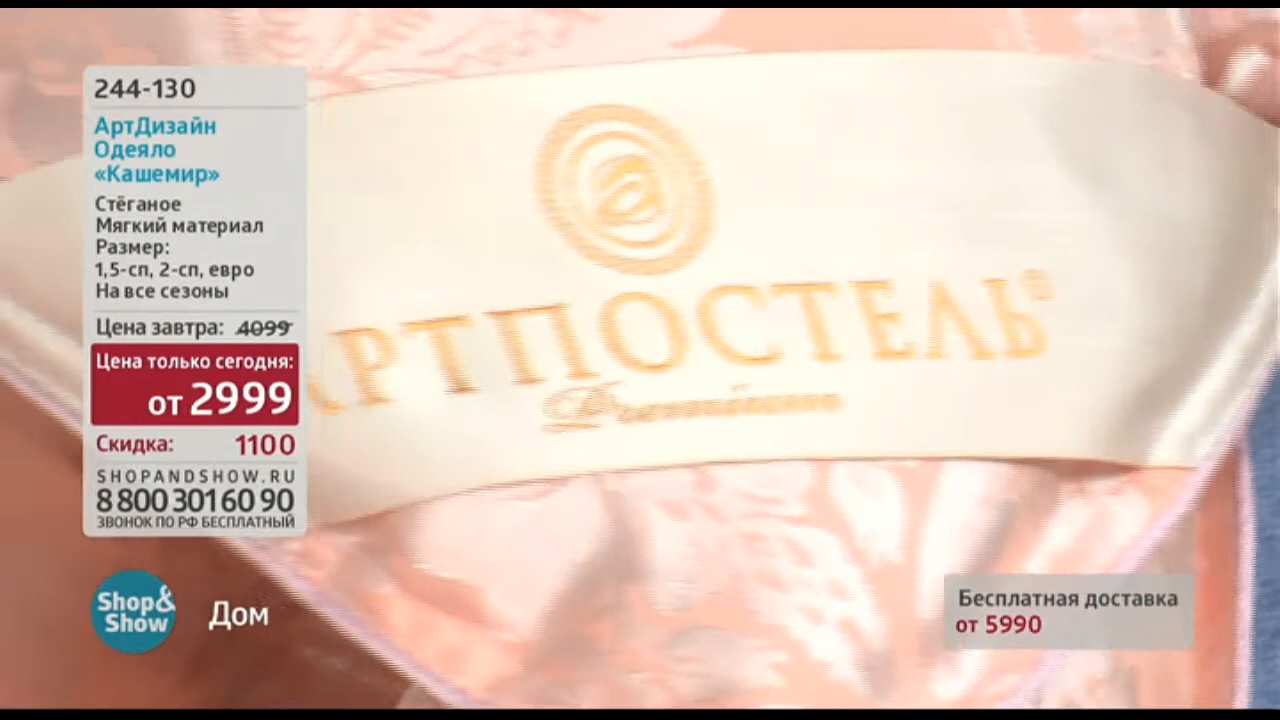 244-130
АртДизайн
Одеяло
«Кашемир»
Стёганое
Мягкий материал
Размер:
1,5-сп, 2-сп, евро
На все сезоны
Цена завтра: 4099
Цена только сегодня:
от 2999
Скидка: 1100
SHOPANDSHOW.RU
8 800 301 60 90
ЗВОНОК ПО РФ БЕСПЛАТНЫЙ
a
АРТПОСТЕЛЬ®
Premium
Shop&
Show
Дом
Бесплатная доставка
от 5990